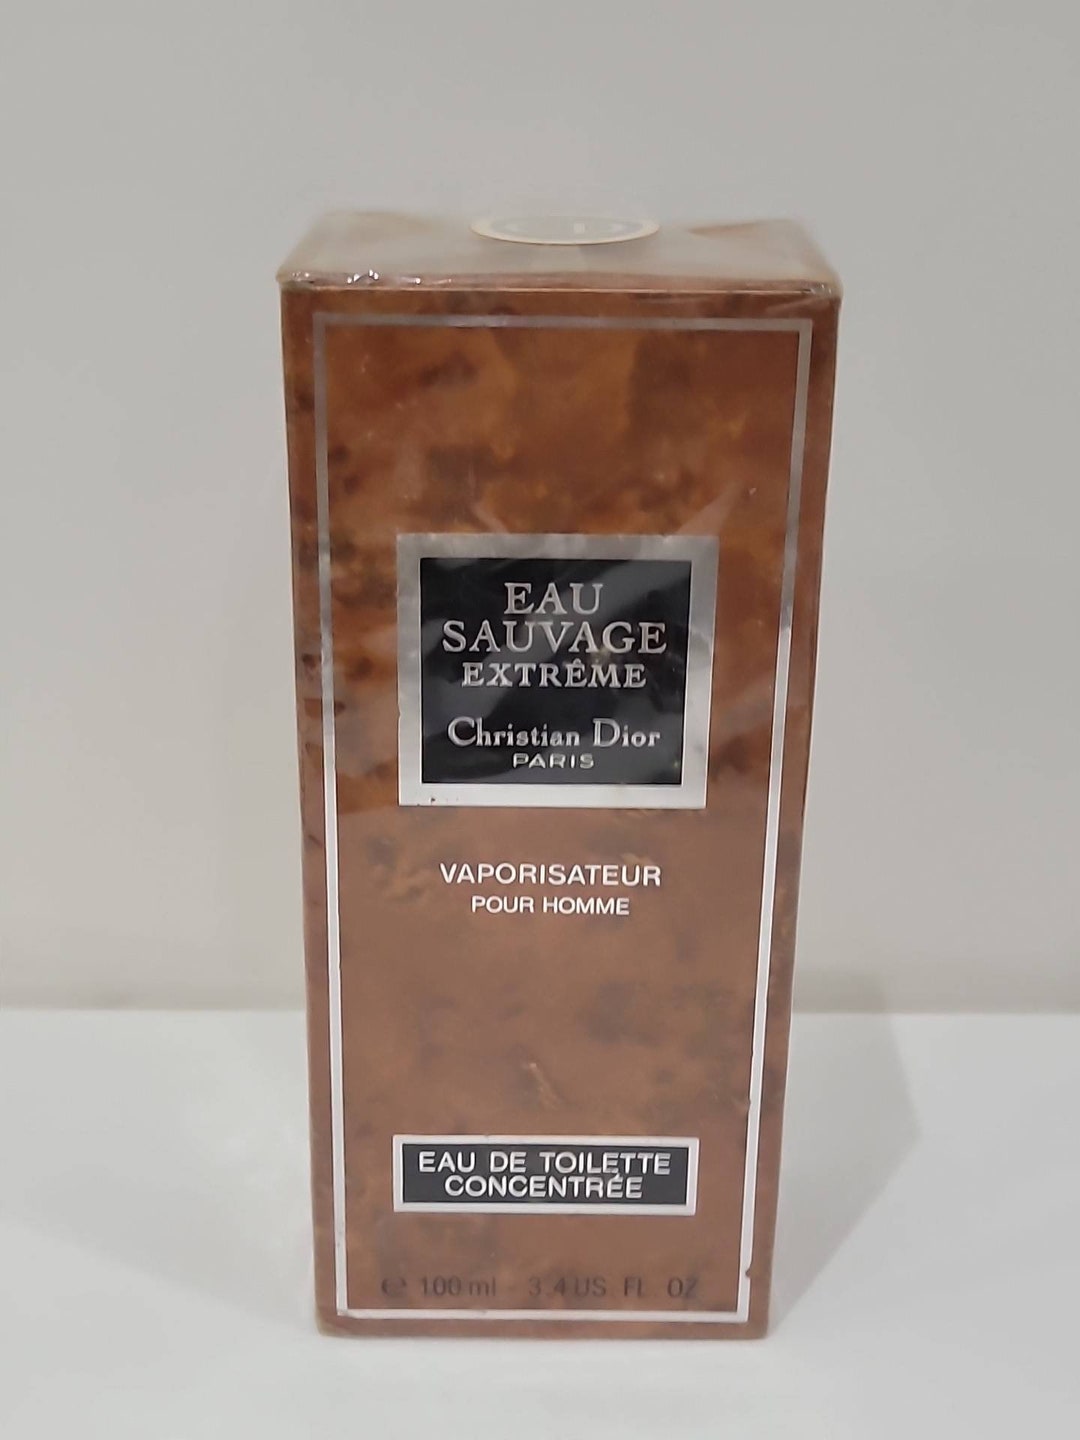 CD
EAU
SAUVAGE
EXTRÊME
Christian Dior
PARIS
VAPORISATEUR
POUR HOMME
EAU DE TOILETTE
CONCENTRÉE
℮ 100 ml - 3.4 US. FL. OZ